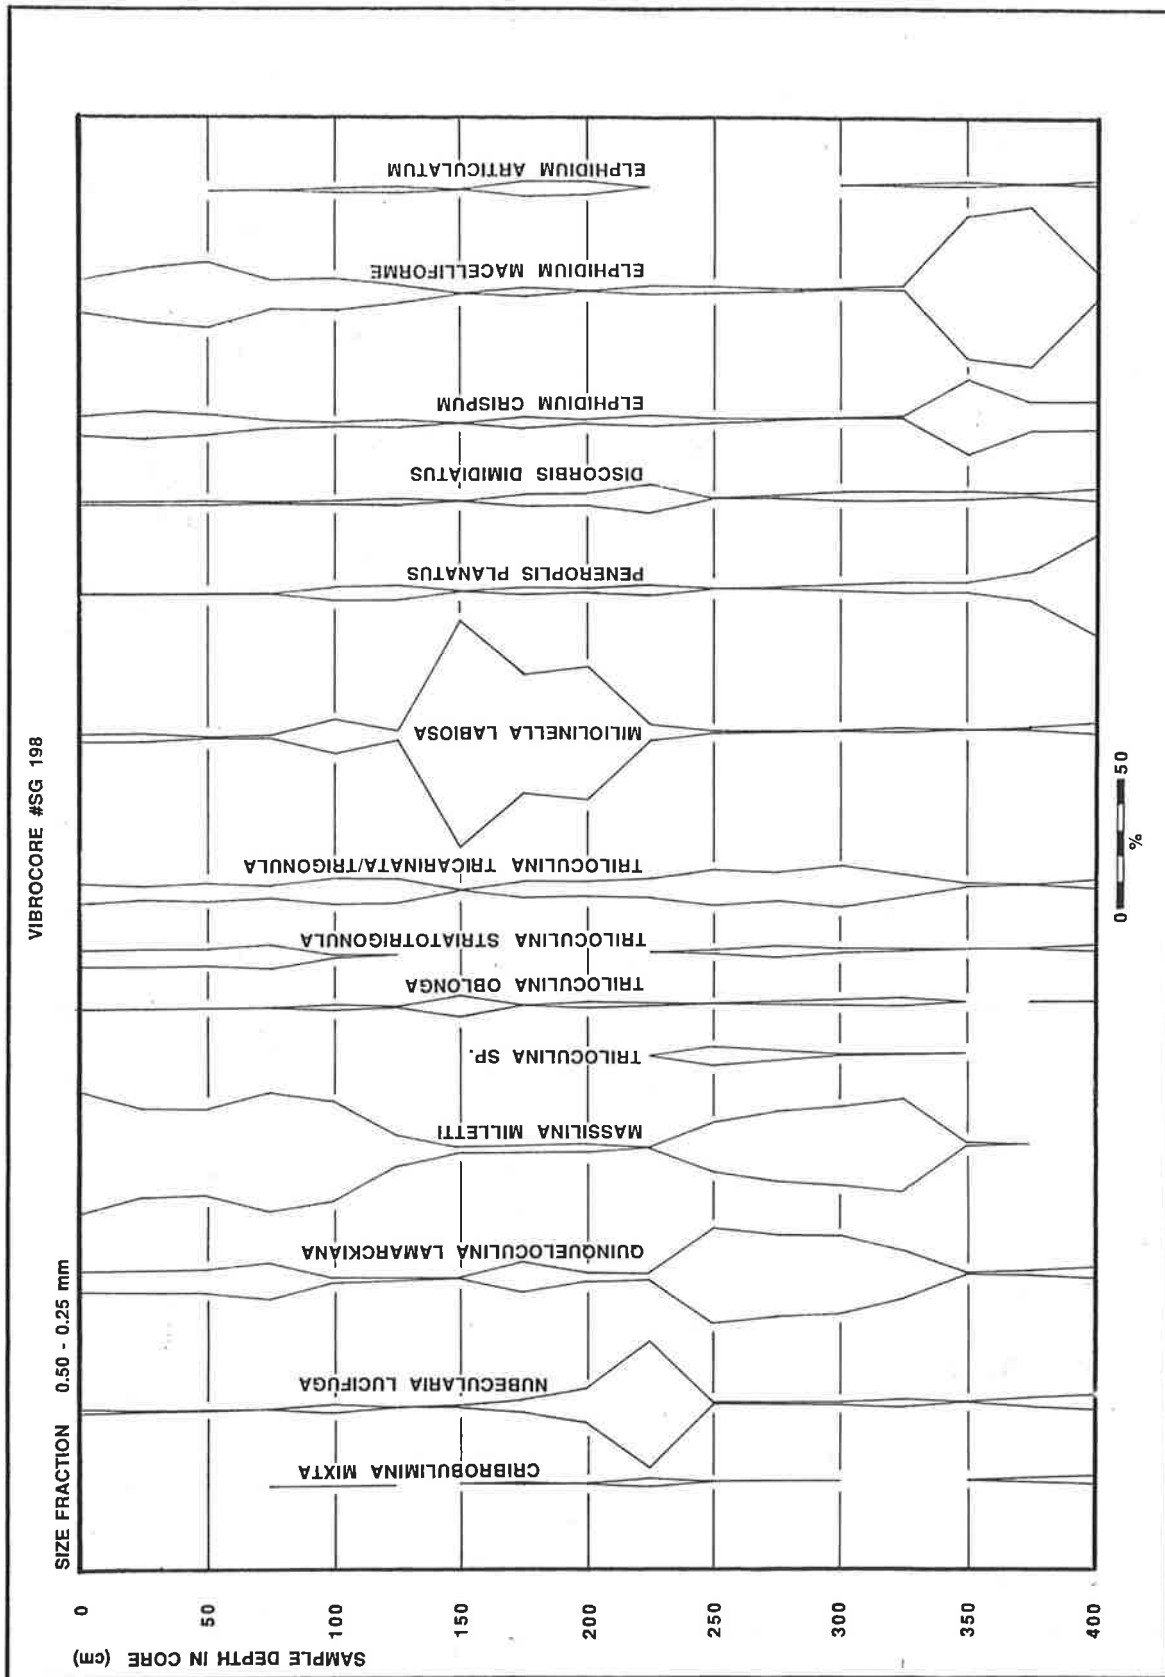 VIBROCORE #SG 198
SIZE FRACTION 0.50 - 0.25 mm
SAMPLE DEPTH IN CORE (cm)
0
50
100
150
200
250
300
350
400
CRIBROBULIMINA MIXTA
NUBECULARIA LUCIFUGA
QUINQUELOCULINA LAMARCKIANA
MASSILINA MILLETTI
TRILOCULINA SP.
TRILOCULINA OBLONGA
TRILOCULINA STRIATOTRIGONULA
TRILOCULINA TRICARINATA/TRIGONULA
MILIOLINELLA LABIOSA
PENEROPLIS PLANATUS
DISCORBIS DIMIDIATUS
ELPHIDIUM CRISPUM
ELPHIDIUM MACELLIFORME
ELPHIDIUM ARTICULATUM
0 50
%